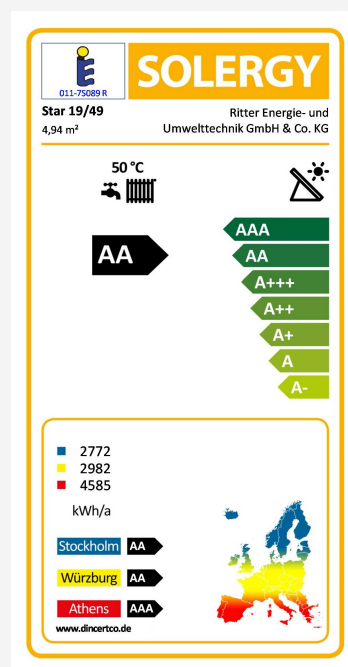 011-7S089 R
SOLERGY
Star 19/49
4,94 m²
Ritter Energie- und
Umwelttechnik GmbH & Co. KG
50 °C
AA
AAA
AA
A+++
A++
A+
A
A-
2772
2982
4585
kWh/a
Stockholm AA
Würzburg AA
Athens AAA
www.dincertco.de